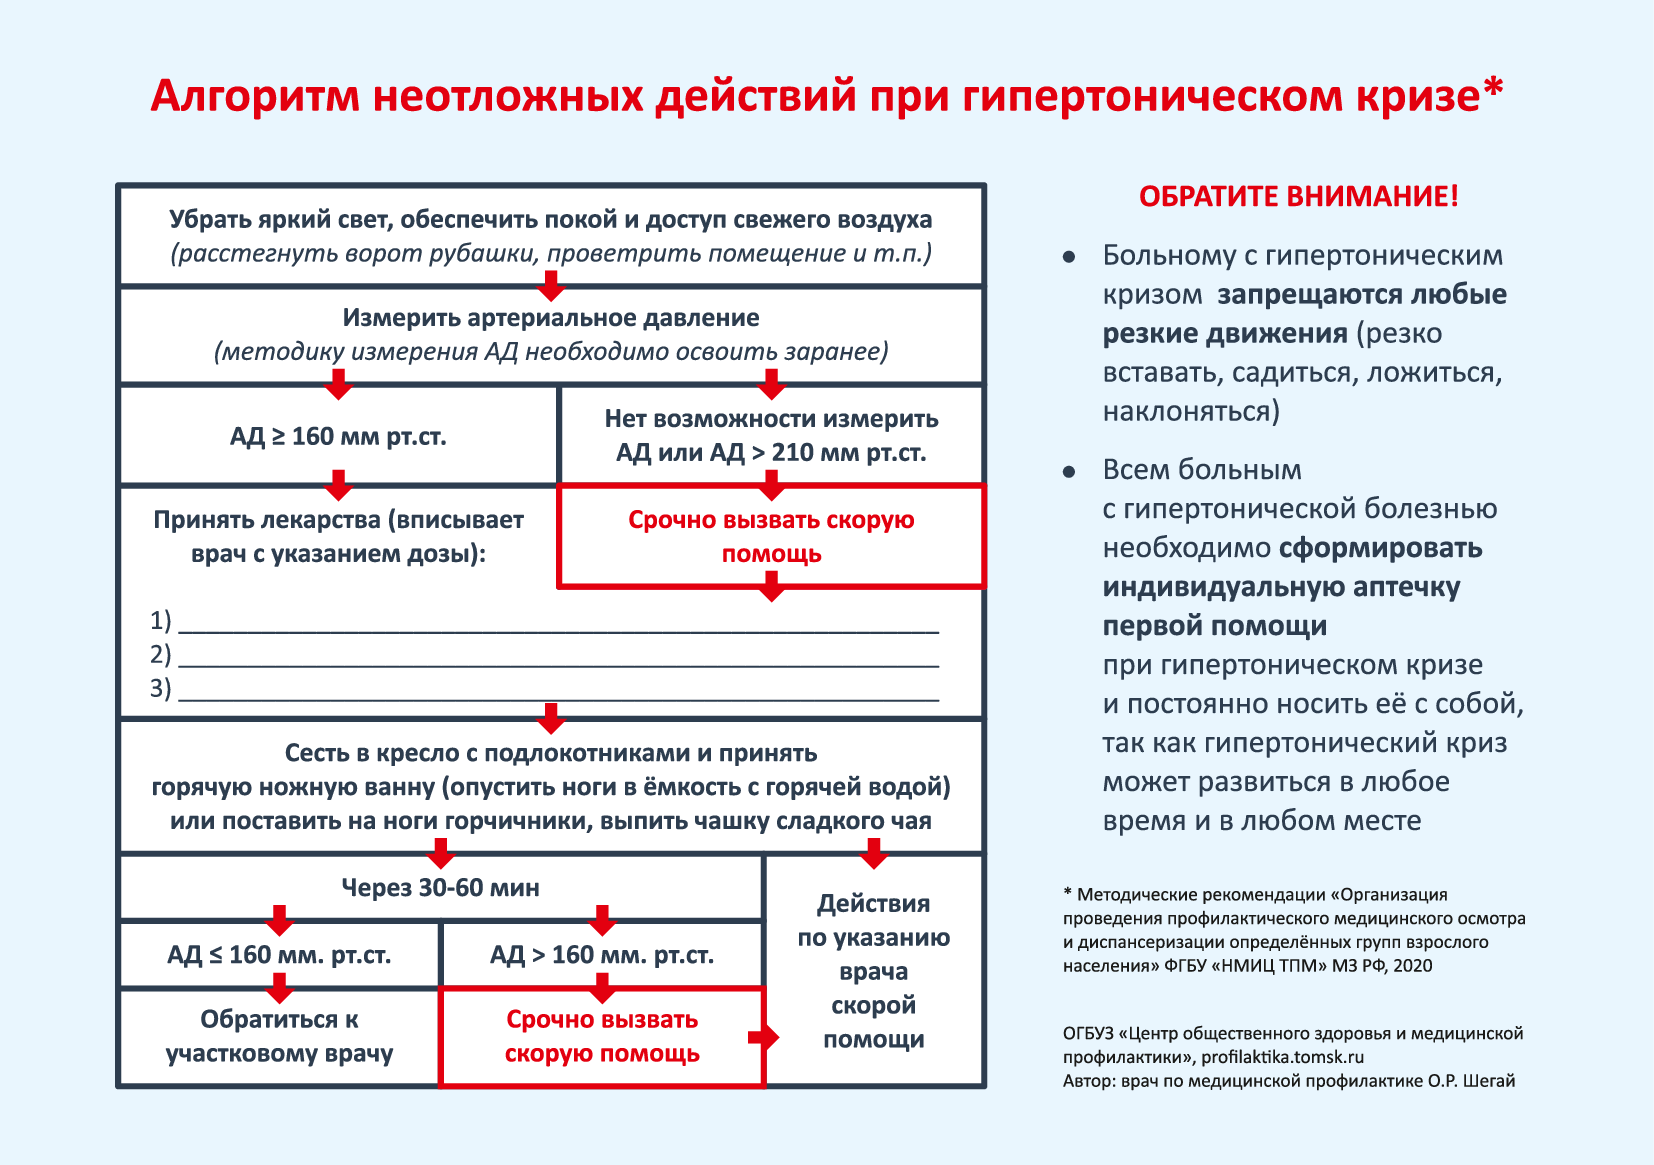 Алгоритм неотложных действий при гипертоническом кризе*
Убрать яркий свет, обеспечить покой и доступ свежего воздуха
(расстегнуть ворот рубашки, проветрить помещение и т.п.)
Измерить артериальное давление
(методику измерения АД необходимо освоить заранее)
АД ≥ 160 мм рт.ст.
Нет возможности измерить
АД или АД > 210 мм рт.ст.
Принять лекарства (вписывает
врач с указанием дозы):
Срочно вызвать скорую
помощь
1) ____________________
2) ____________________
3) ____________________
Сесть в кресло с подлокотниками и принять
горячую ножную ванну (опустить ноги в ёмкость с горячей водой)
или поставить на ноги горчичники, выпить чашку сладкого чая
Через 30-60 мин
АД ≤ 160 мм. рт.ст.
АД > 160 мм. рт.ст.
Обратиться к
участковому врачу
Срочно вызвать
скорую помощь
Действия
по указанию
врача
скорой
помощи
ОБРАТИТЕ ВНИМАНИЕ!
● Больному с гипертоническим
кризом запрещаются любые
резкие движения (резко
вставать, садиться, ложиться,
наклоняться)
● Всем больным
с гипертонической болезнью
необходимо сформировать
индивидуальную аптечку
первой помощи
при гипертоническом кризе
и постоянно носить её с собой,
так как гипертонический криз
может развиться в любое
время и в любом месте
* Методические рекомендации «Организация
проведения профилактического медицинского осмотра
и диспансеризации определённых групп взрослого
населения» ФГБУ «НМИЦ ТПМ» МЗ РФ, 2020
ОГБУЗ «Центр общественного здоровья и медицинской
профилактики», profilaktika.tomsk.ru
Автор: врач по медицинской профилактике О.Р. Шегай